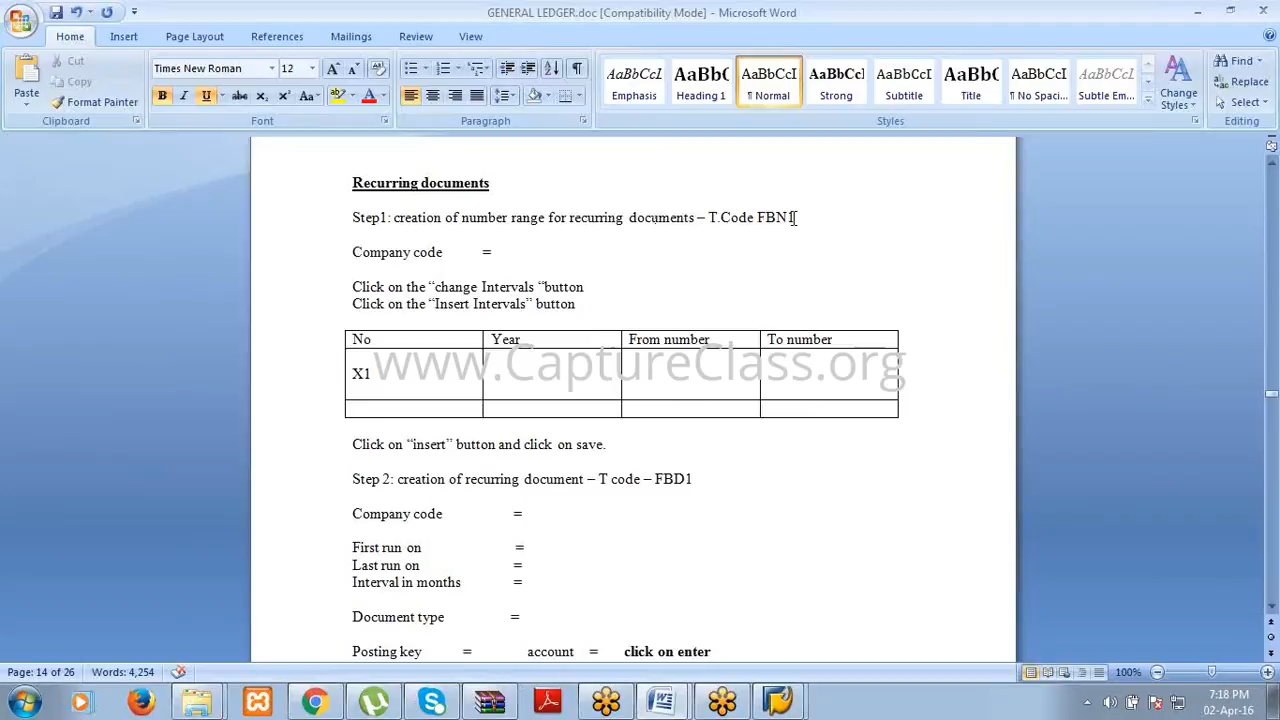 GENERAL LEDGER.doc [Compatibility Mode] - Microsoft Word
Home Insert Page Layout References Mailings Review View
Paste
Cut
Copy
Format Painter
Clipboard
Times New Roman 12
B I U abc X₂ X² Aa
Font
Paragraph
AaBbCcI AaBbC AaBbCcI AaBbCcl AaBbCcI AaBbC AaBbCcI AaBbCcI
Emphasis Heading 1 ¶ Normal Strong Subtitle Title ¶ No Spaci... Subtle Em...
Styles
Change Styles
Find
Replace
Select
Editing
Recurring documents
Step1: creation of number range for recurring documents – T.Code FBN1
Company code =
Click on the “change Intervals “button
Click on the “Insert Intervals” button
No Year From number To number
X1
www.CaptureClass.org
Click on “insert” button and click on save.
Step 2: creation of recurring document – T code – FBD1
Company code =
First run on =
Last run on =
Interval in months =
Document type =
Posting key = account = click on enter
Page: 14 of 26 Words: 4,254 100%
7:18 PM
02-Apr-16